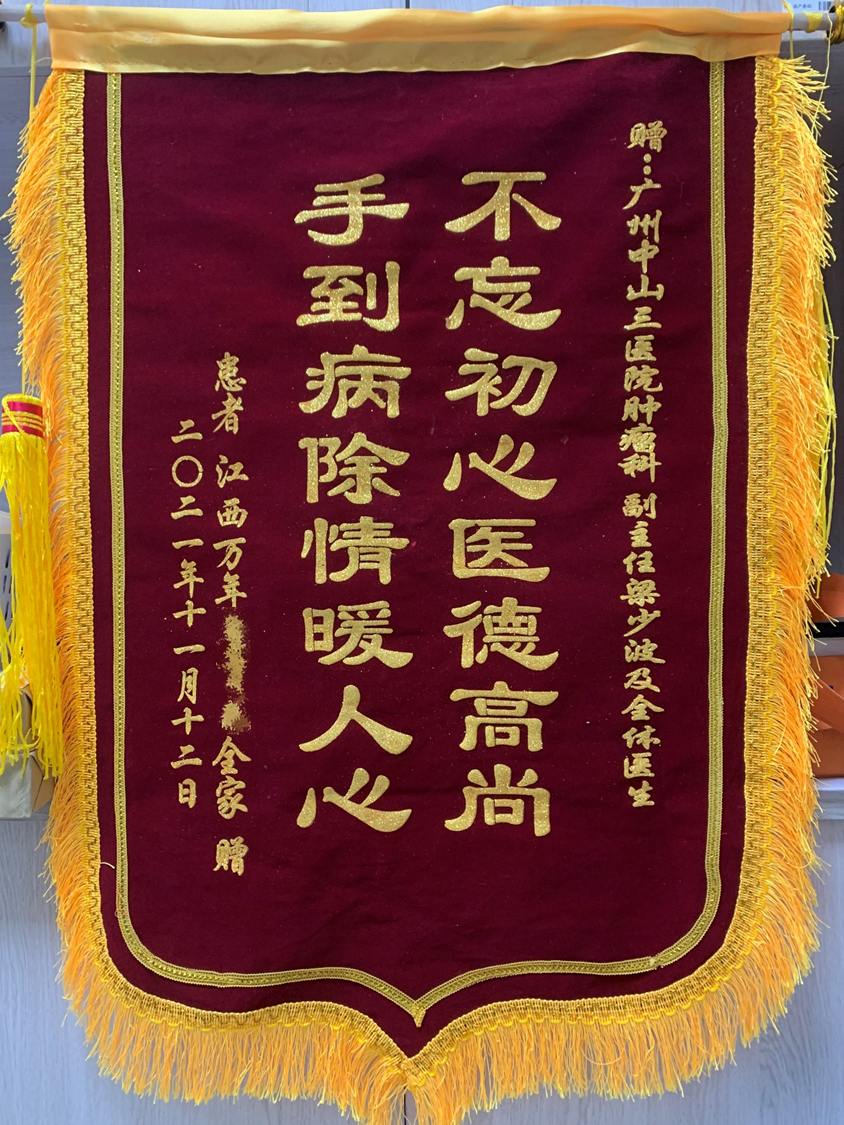 赠:广州中山三医院肿瘤科 副主任梁少波及全体医生
不忘初心医德高尚
手到病除情暖人心
患者 江西万年 全家 赠
二〇二一年十一月十二日